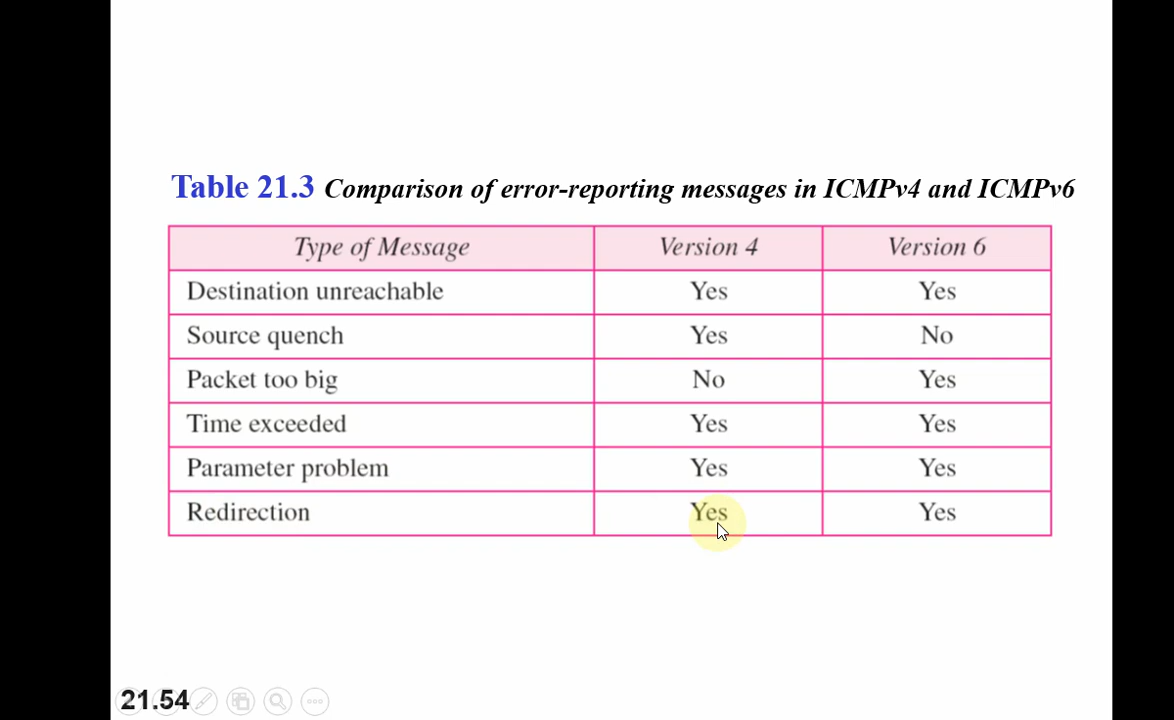 Table 21.3 Comparison of error-reporting messages in ICMPv4 and ICMPv6
Type of Message Version 4 Version 6
Destination unreachable Yes Yes
Source quench Yes No
Packet too big No Yes
Time exceeded Yes Yes
Parameter problem Yes Yes
Redirection Yes Yes
21.54